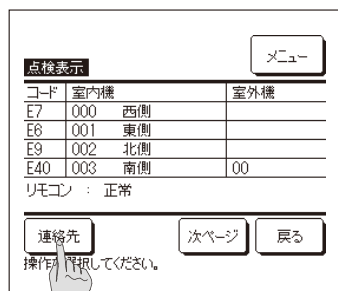 メニュー
点検表示
コード 室内機 室外機
E7 000 西側
E6 001 東側
E9 002 北側
E40 003 南側 00
リモコン : 正常
連絡先 次ページ 戻る
操作を選択してください。